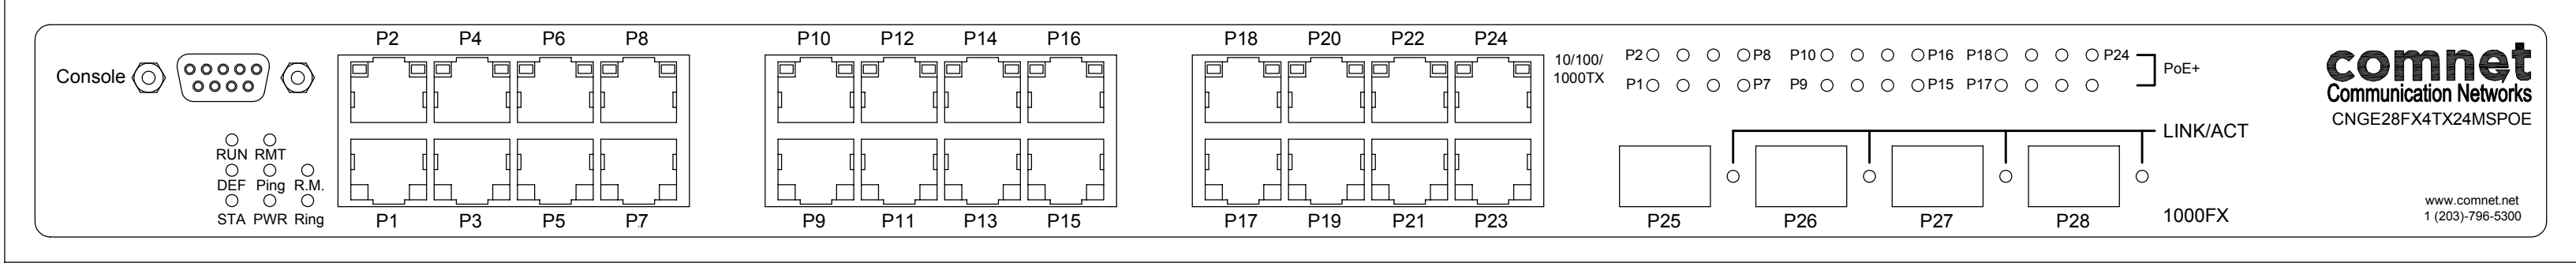 Console
RUN RMT
DEF Ping R.M.
STA PWR Ring
P2 P4 P6 P8
P1 P3 P5 P7
P10 P12 P14 P16
P9 P11 P13 P15
P18 P20 P22 P24
P17 P19 P21 P23
10/100/
1000TX
P2 P8 P10 P16 P18 P24
P1 P7 P9 P15 P17
PoE+
LINK/ACT
P25 P26 P27 P28
1000FX
comnet
Communication Networks
CNGE28FX4TX24MSPOE
www.comnet.net
1 (203)-796-5300